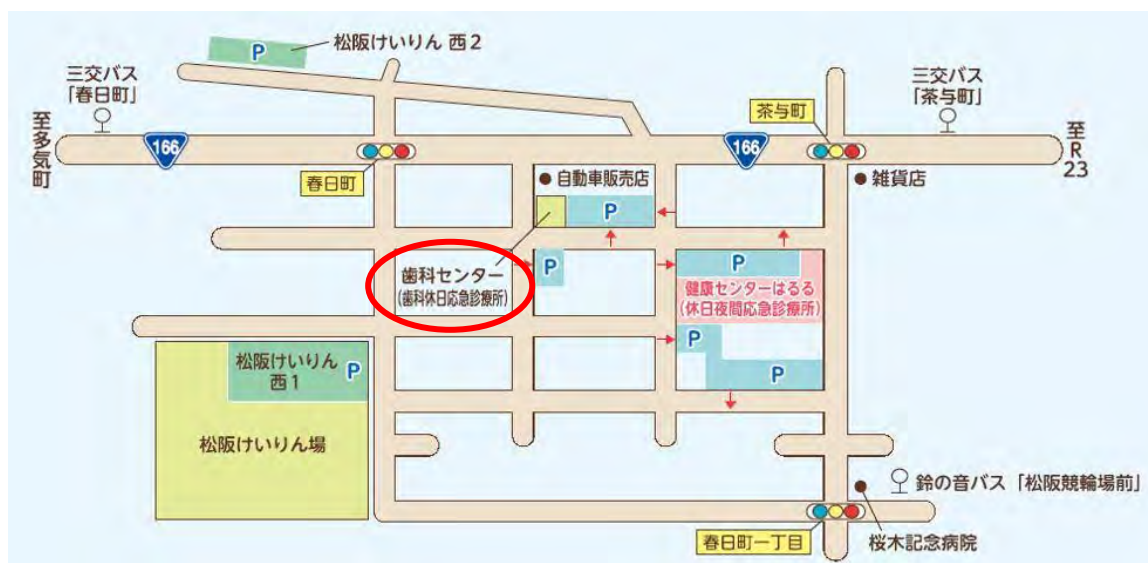 P
松阪けいりん 西2
三交バス
「春日町」
三交バス
「茶与町」
至多気町
166
166
茶与町
至R23
春日町
自動車販売店
雑貨店
P
歯科センター
(歯科休日応急診療所)
P
P
健康センターはるる
(休日夜間応急診療所)
P
P
松阪けいりん
西1
P
松阪けいりん場
鈴の音バス「松阪競輪場前」
春日町一丁目
桜木記念病院